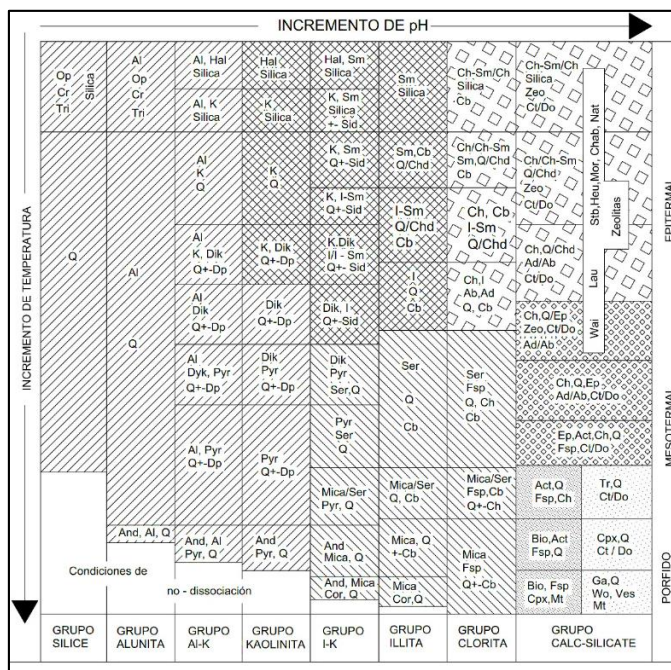 INCREMENTO DE pH
INCREMENTO DE TEMPERATURA
Op
Cr
Tri
Silica
Q
Al
Op
Cr
Tri
Al
Q
And, Al, Q
Al, Hal
Silica
Al, K
Silica
Al
K
Q
Al
K, Dik
Q+-Dp
Al
Dik
Q+-Dp
Al
Dyk, Pyr
Q+-Dp
Al, Pyr
Q+-Dp
And, Al
Pyr, Q
Hal
Silica
K
Silica
K
Q
K, Dik
Q+-Dp
Dik
Q+-Dp
Dik
Pyr
Q+-Dp
Pyr
Q+-Dp
And
Pyr, Q
Hal, Sm
Silica
K, Sm
Silica
+- Sid
K, Sm
Q+-Sid
K, I-Sm
Q+-Sid
K,Dik
I/I - Sm
Q+- Sid
Dik, I
Q+-Sid
Dik
Pyr
Ser,Q
Pyr
Ser
Q
Mica/Ser
Pyr, Q
And
Mica, Q
And, Mica
Cor, Q
Sm
Silica
Sm,Cb
Q/Chd
I-Sm
Q/Chd
Cb
I
Q
Cb
Ser
Q
Cb
Mica/Ser
Q, Cb
Mica, Q
+-Cb
Mica
Cor,Q
Ch-Sm/Ch
Silica
Cb
Ch/Ch-Sm
Sm,Q/Chd
Cb
Ch, Cb
I-Sm
Q/Chd
Ch,I
Ab,Ad
Q, Cb
Ser
Fsp
Q, Ch
Cb
Mica/Ser
Fsp,Cb
Q+-Ch
Mica
Fsp
Q+-Cb
Ch-Sm/Ch
Silica
Zeo
Ct/Do
Ch/Ch-Sm
Q/Chd
Zeo
Ct/Do
Ch,Q/Chd
Ad/Ab
Ct/Do
Ch,Q/Ep
Zeo,Ct/Do
Ad/Ab
Ch,Q,Ep
Ad/Ab,Ct/Do
Ep,Act,Ch,Q
Fsp,Ct/Do
Act,Q
Fsp,Ch
Tr,Q
Ct/Do
Bio,Act
Fsp,Q
Cpx,Q
Ct / Do
Bio, Fsp
Cpx,Mt
Ga,Q
Wo, Ves
Mt
Stb,Heu,Mor, Chab, Nat
Lau
Wai
Zeolitas
EPITERMAL
MESOTERMAL
PORFIDO
Condiciones de
no - dissociación
GRUPO
SILICE
GRUPO
ALUNITA
GRUPO
Al-K
GRUPO
KAOLINITA
GRUPO
I-K
GRUPO
ILLITA
GRUPO
CLORITA
GRUPO
CALC-SILICATE